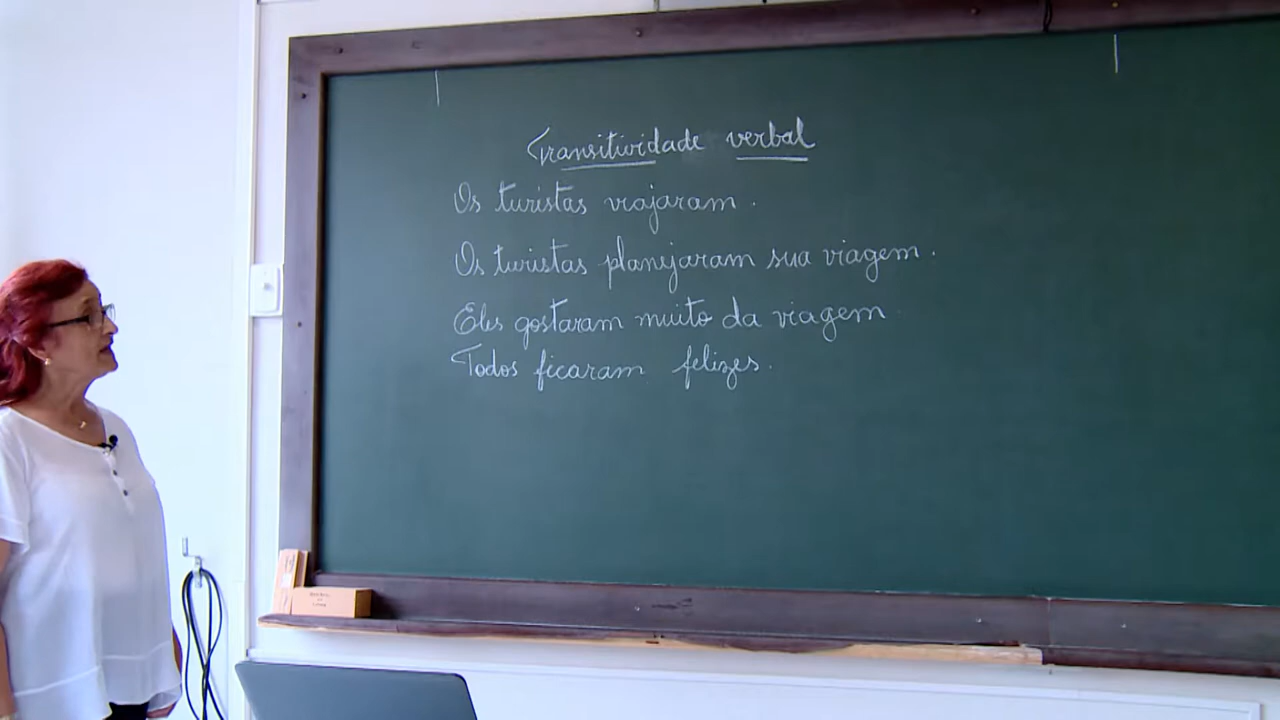 Transitividade verbal
Os turistas viajaram.
Os turistas planejaram sua viagem.
Eles gostaram muito da viagem.
Todos ficaram felizes.